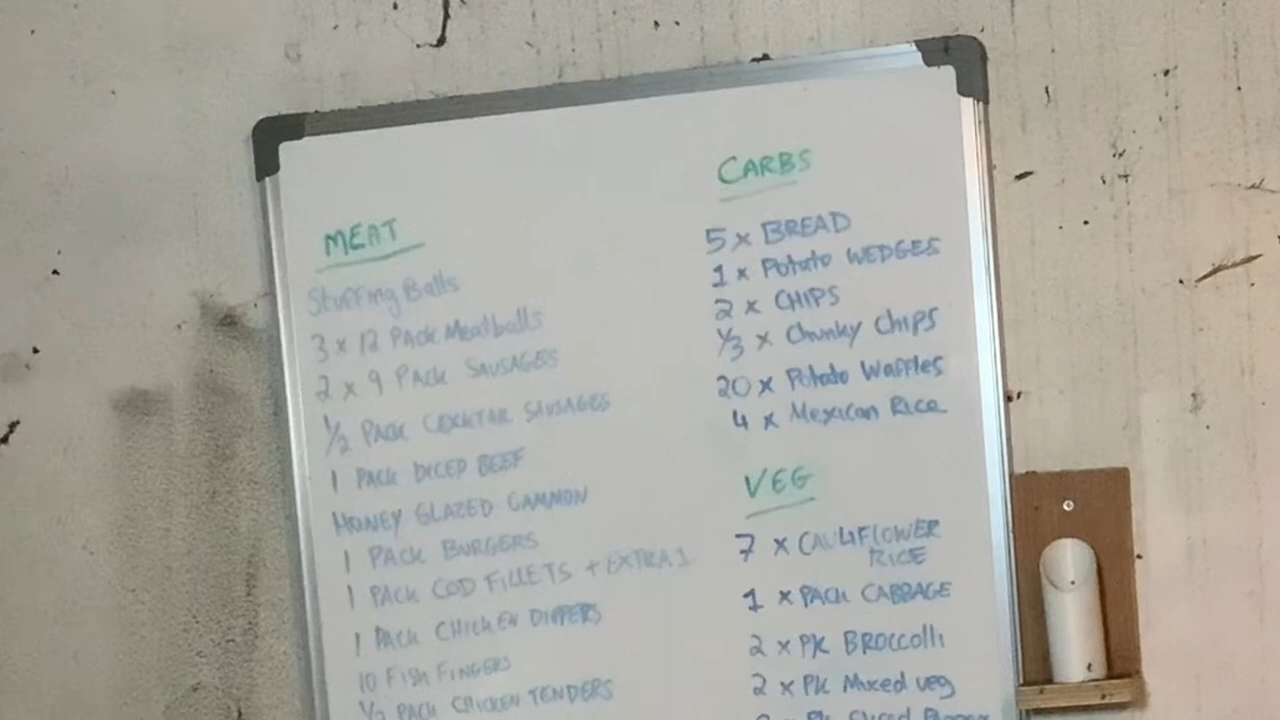 MEAT
Stuffing Balls
3 x 12 PACK Meatballs
2 x 9 PACK SAUSAGES
1/2 PACK COCKTAIL SAUSAGES
1 PACK DICED BEEF
HONEY GLAZED GAMMON
1 PACK BURGERS
1 PACK COD FILLETS + EXTRA 1
1 PACK CHICKEN DIPPERS
10 FISH FINGERS
1/2 PACK CHICKEN TENDERS
CARBS
5 x BREAD
1 x Potato WEDGES
2 x CHIPS
1/3 x Chunky Chips
20 x Potato Waffles
4 x Mexican Rice
VEG
7 x CAULIFLOWER
RICE
1 x PACK CABBAGE
2 x PK BROCCOLLI
2 x PK Mixed veg